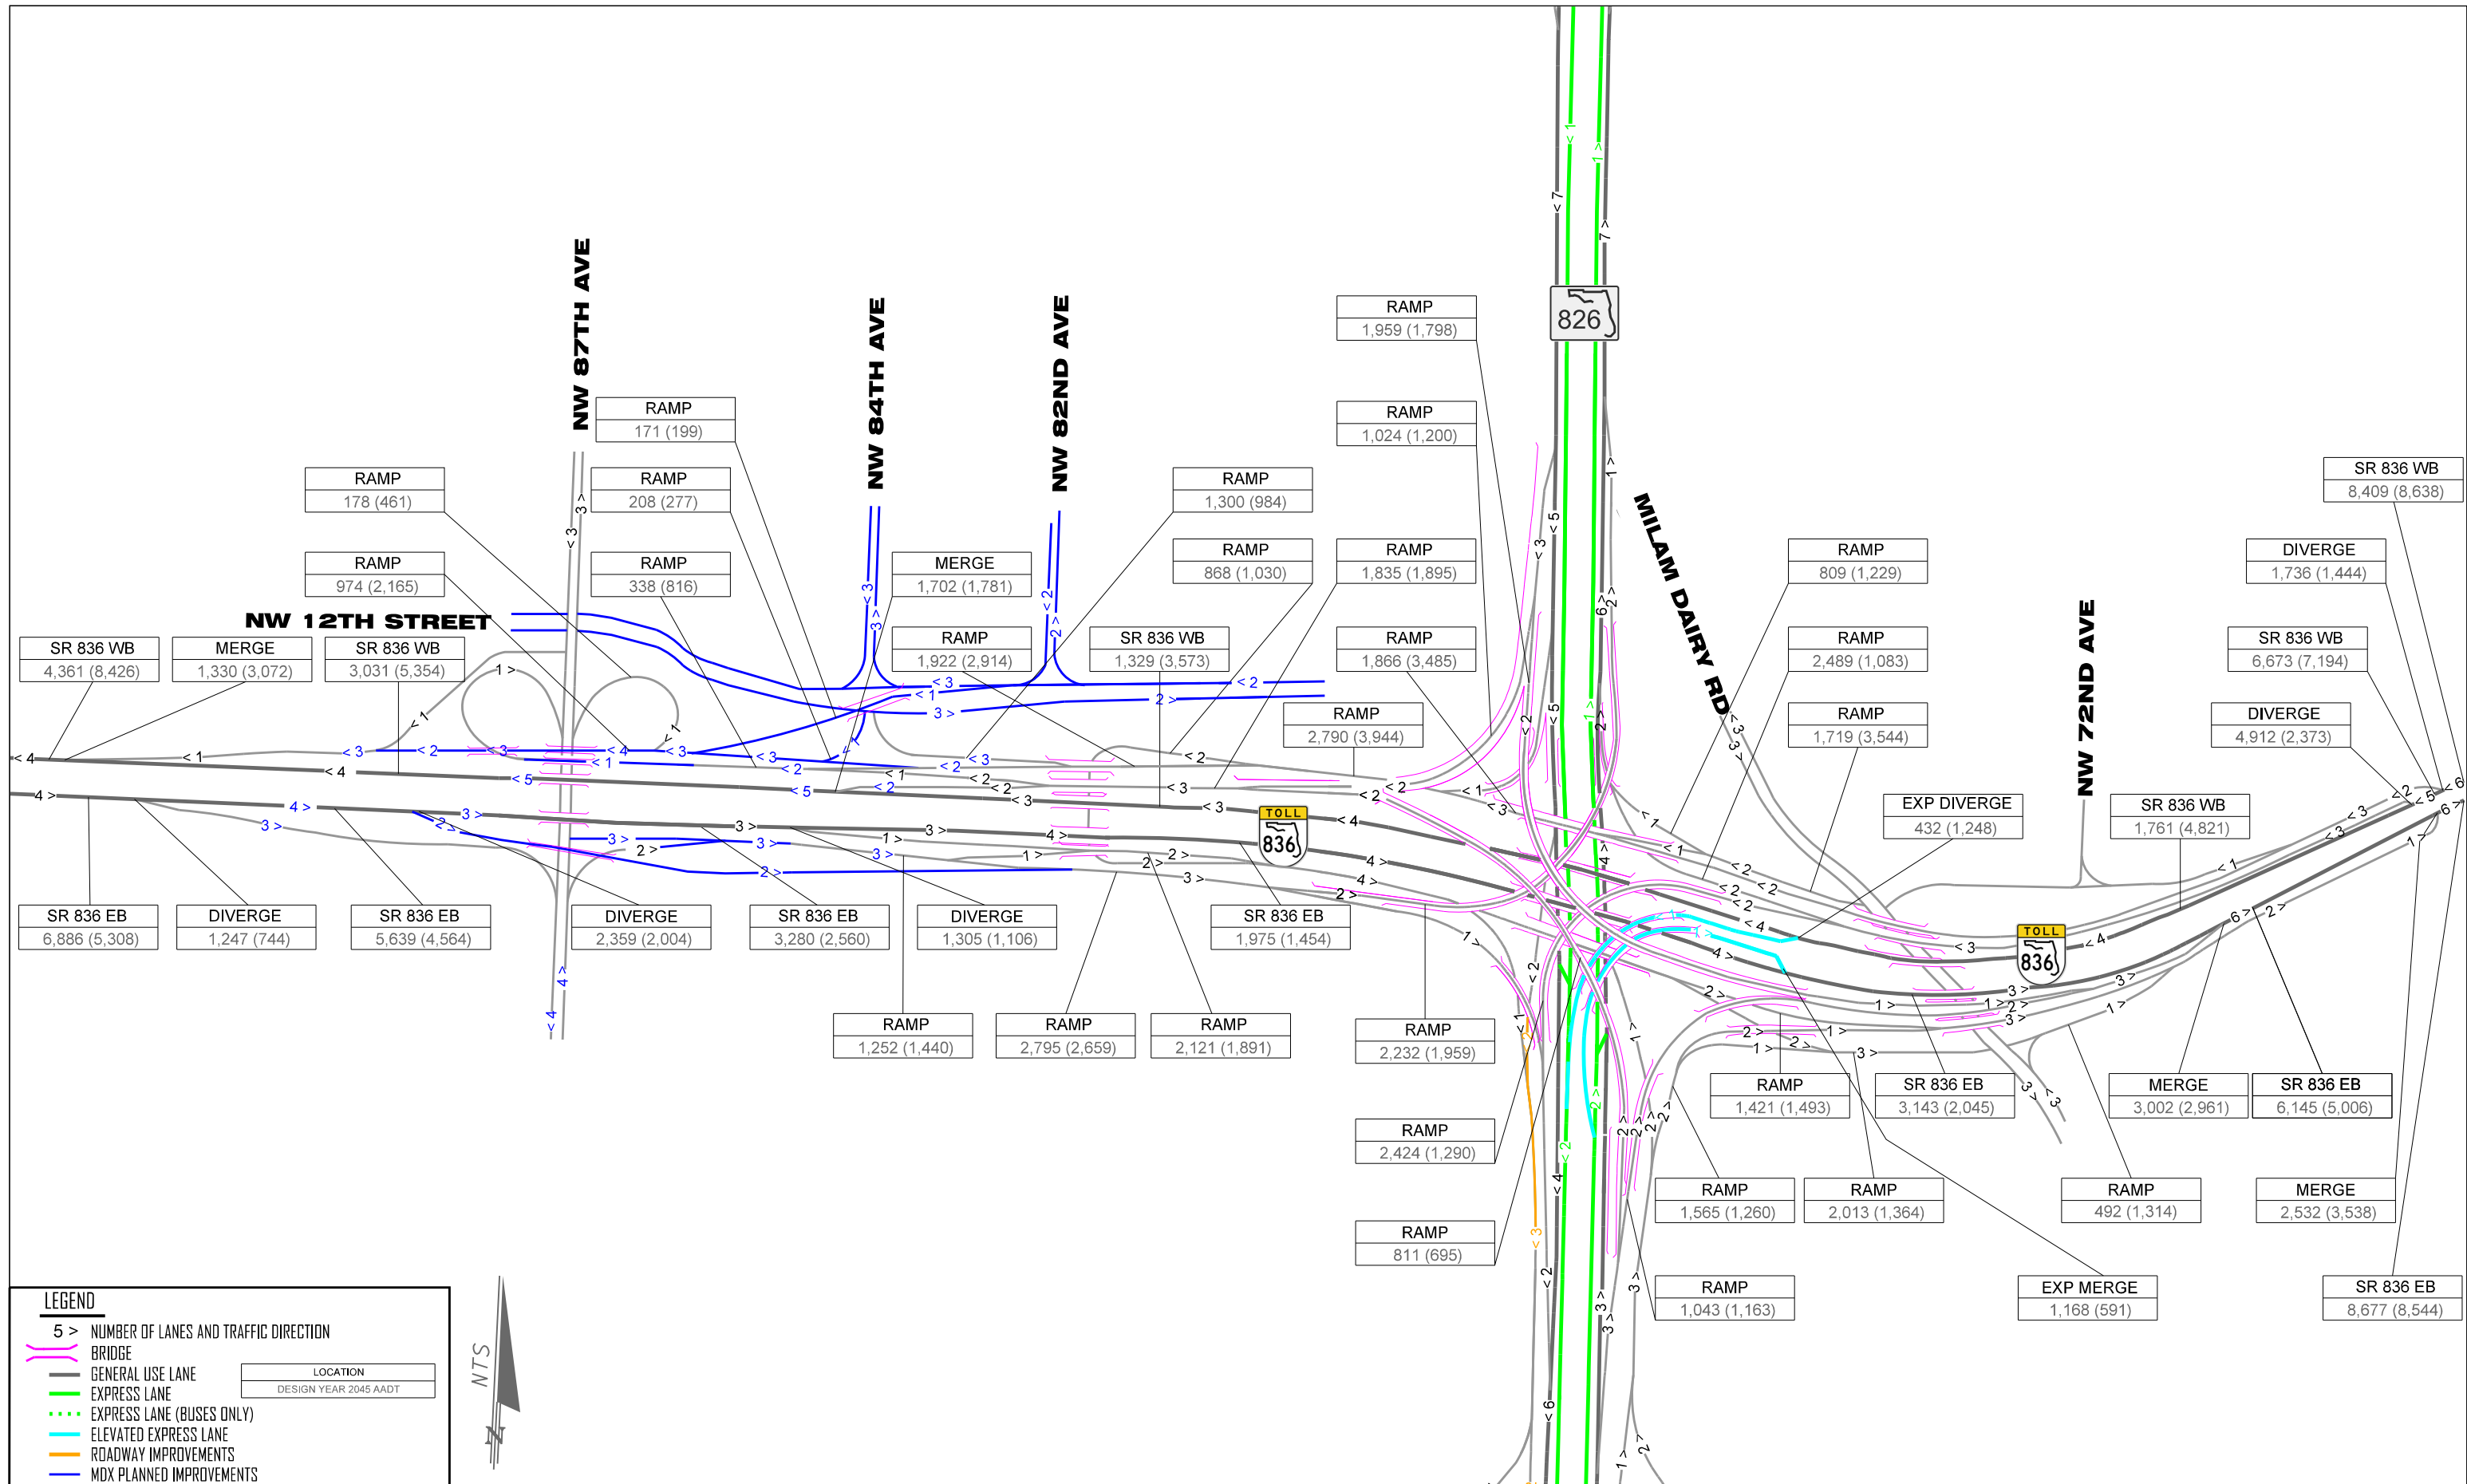 NW 87TH AVE
NW 84TH AVE
NW 82ND AVE
826
MILAM DAIRY RD
NW 72ND AVE
NW 12TH STREET
RAMP
1,959 (1,798)
RAMP
171 (199)
RAMP
1,024 (1,200)
RAMP
178 (461)
RAMP
208 (277)
RAMP
1,300 (984)
SR 836 WB
8,409 (8,638)
RAMP
974 (2,165)
RAMP
338 (816)
MERGE
1,702 (1,781)
RAMP
868 (1,030)
RAMP
1,835 (1,895)
RAMP
809 (1,229)
DIVERGE
1,736 (1,444)
SR 836 WB
4,361 (8,426)
MERGE
1,330 (3,072)
SR 836 WB
3,031 (5,354)
RAMP
1,922 (2,914)
SR 836 WB
1,329 (3,573)
RAMP
1,866 (3,485)
RAMP
2,489 (1,083)
SR 836 WB
6,673 (7,194)
RAMP
2,790 (3,944)
RAMP
1,719 (3,544)
DIVERGE
4,912 (2,373)
EXP DIVERGE
432 (1,248)
SR 836 WB
1,761 (4,821)
TOLL
836
TOLL
836
SR 836 EB
6,886 (5,308)
DIVERGE
1,247 (744)
SR 836 EB
5,639 (4,564)
DIVERGE
2,359 (2,004)
SR 836 EB
3,280 (2,560)
DIVERGE
1,305 (1,106)
SR 836 EB
1,975 (1,454)
RAMP
1,252 (1,440)
RAMP
2,795 (2,659)
RAMP
2,121 (1,891)
RAMP
2,232 (1,959)
RAMP
1,421 (1,493)
SR 836 EB
3,143 (2,045)
MERGE
3,002 (2,961)
SR 836 EB
6,145 (5,006)
RAMP
2,424 (1,290)
RAMP
1,565 (1,260)
RAMP
2,013 (1,364)
RAMP
492 (1,314)
MERGE
2,532 (3,538)
RAMP
811 (695)
RAMP
1,043 (1,163)
EXP MERGE
1,168 (591)
SR 836 EB
8,677 (8,544)
LEGEND
5 > NUMBER OF LANES AND TRAFFIC DIRECTION
BRIDGE
GENERAL USE LANE
EXPRESS LANE
EXPRESS LANE (BUSES ONLY)
ELEVATED EXPRESS LANE
ROADWAY IMPROVEMENTS
MDX PLANNED IMPROVEMENTS
LOCATION
DESIGN YEAR 2045 AADT
NTS
N